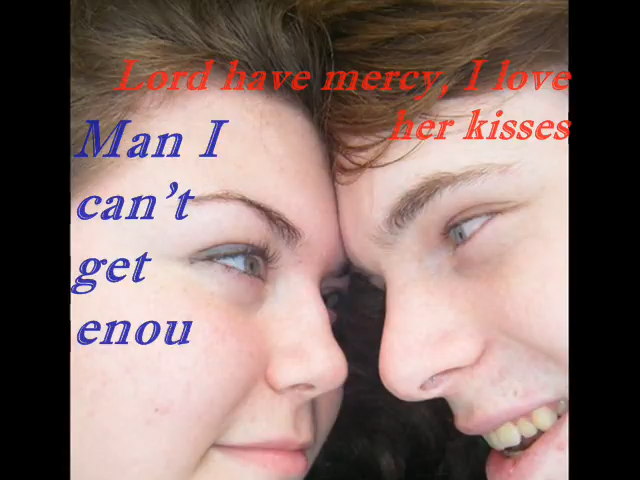 Lord have mercy, I love
her kisses
Man I
can't
get
enou